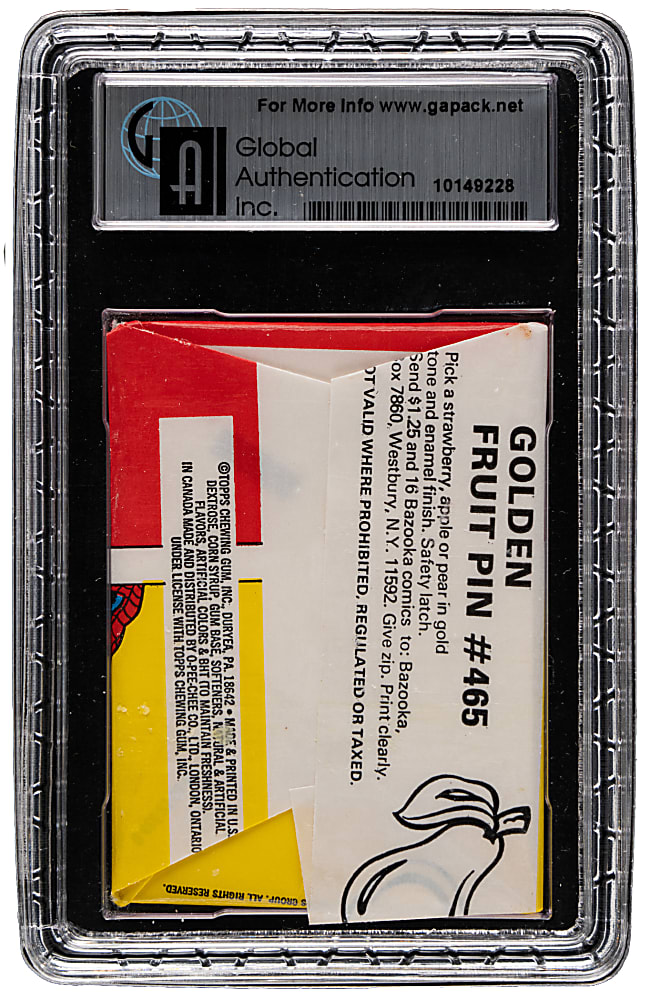 For More Info www.gapack.net
GA
Global
Authentication
Inc.
10149228
GOLDEN
FRUIT PIN #465
Pick a strawberry, apple or pear in gold
tone and enamel finish. Safety latch.
Send $1.25 and 16 Bazooka comics to: Bazooka,
ox 7860, Westbury, N.Y. 11592. Give zip. Print clearly.
OT VALID WHERE PROHIBITED, REGULATED OR TAXED.
©TOPPS CHEWING GUM, INC., DURYEA, PA. 18642 • MADE & PRINTED IN U.S.
DEXTROSE, CORN SYRUP, GUM BASE, SOFTENERS, NATURAL & ARTIFICIAL
FLAVORS, ARTIFICIAL COLORS & BHT (TO MAINTAIN FRESHNESS).
IN CANADA MADE AND DISTRIBUTED BY O-PEE-CHEE CO., LTD., LONDON, ONTARIO
UNDER LICENSE WITH TOPPS CHEWING GUM, INC.
GROUP. ALL RIGHTS RESERVED.